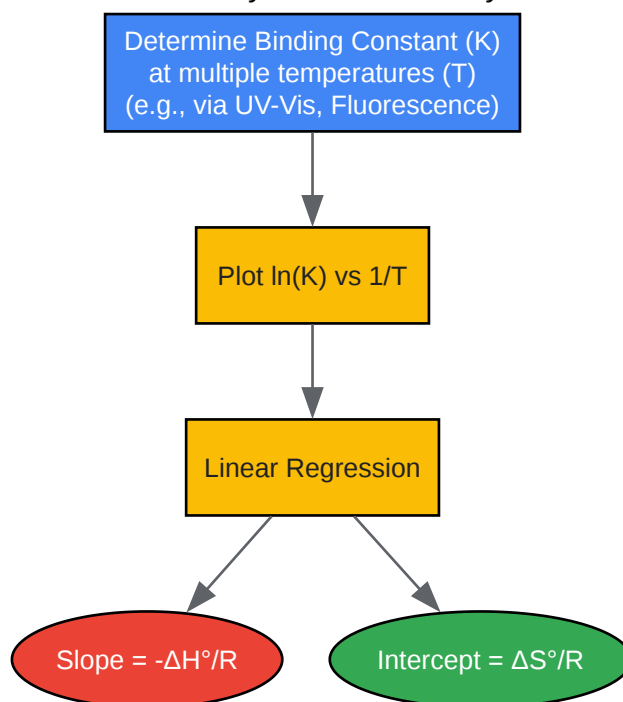 Determine Binding Constant (K)
at multiple temperatures (T)
(e.g., via UV-Vis, Fluorescence)
Plot ln(K) vs 1/T
Linear Regression
Slope = -ΔH°/R
Intercept = ΔS°/R